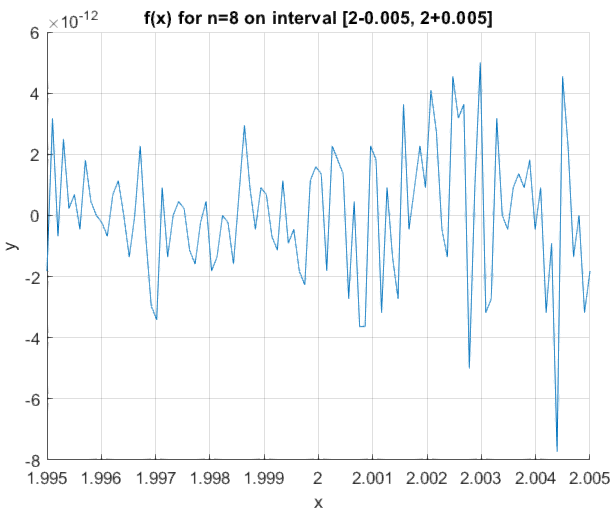 ×10⁻¹²
f(x) for n=8 on interval [2-0.005, 2+0.005]
6
4
2
0
-2
-4
-6
-8
y
1.995 1.996 1.997 1.998 1.999 2 2.001 2.002 2.003 2.004 2.005
x